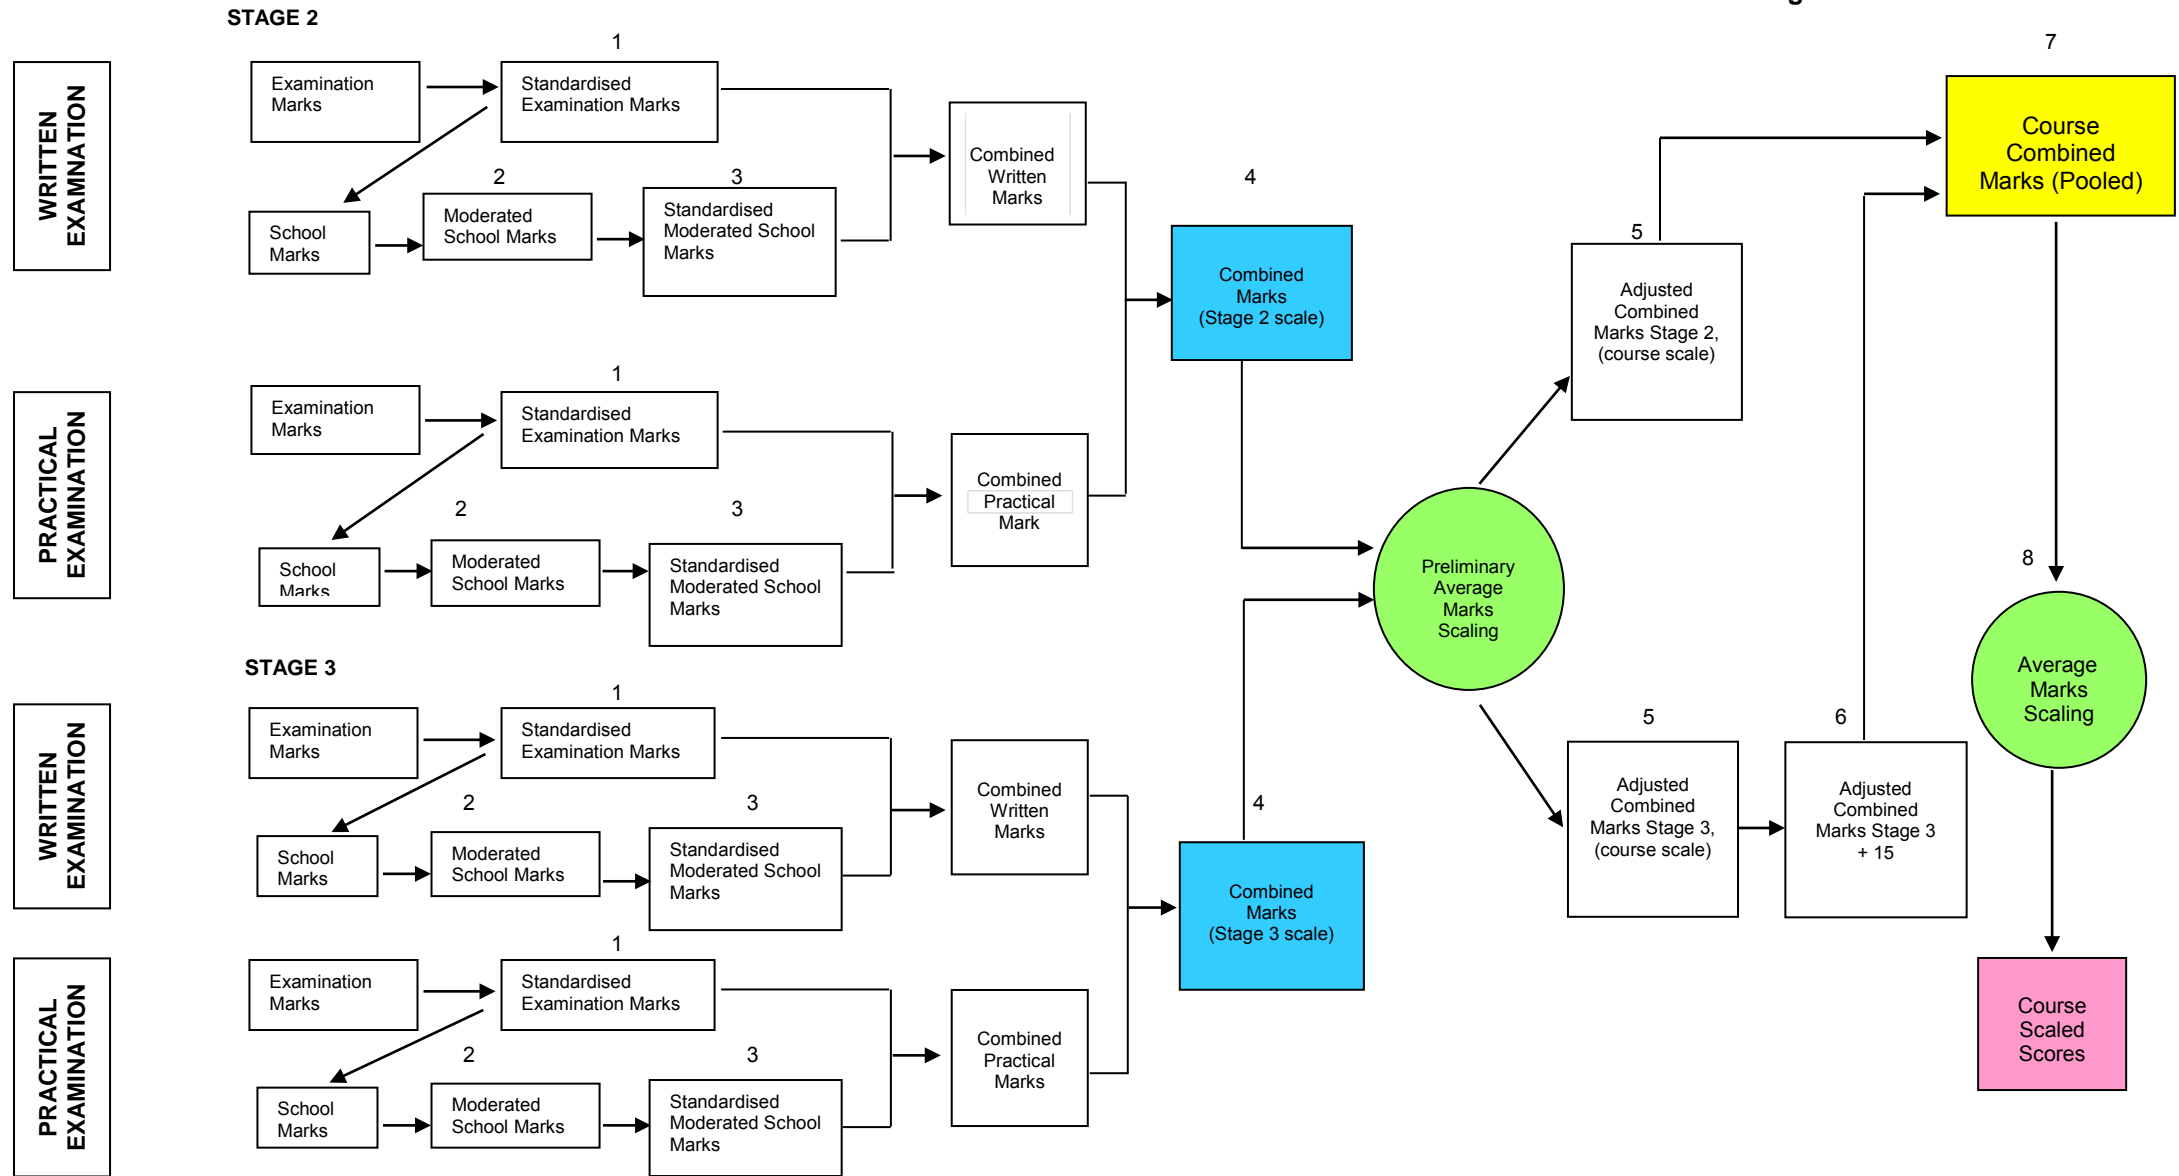 STAGE 2
WRITTEN
EXAMNATION
1
Examination
Marks
Standardised
Examination Marks
2
3
School
Marks
Moderated
School Marks
Standardised
Moderated School
Marks
Combined
Written
Marks
PRACTICAL
EXAMINATION
1
Examination
Marks
Standardised
Examination Marks
2
3
School
Marks
Moderated
School Marks
Standardised
Moderated School
Marks
Combined
Practical
Mark
4
Combined
Marks
(Stage 2 scale)
STAGE 3
WRITTEN
EXAMINATION
1
Examination
Marks
Standardised
Examination Marks
2
3
School
Marks
Moderated
School Marks
Standardised
Moderated School
Marks
Combined
Written
Marks
PRACTICAL
EXAMINATION
1
Examination
Marks
Standardised
Examination Marks
2
3
School
Marks
Moderated
School Marks
Standardised
Moderated School
Marks
Combined
Practical
Marks
4
Combined
Marks
(Stage 3 scale)
Preliminary
Average
Marks
Scaling
5
Adjusted
Combined
Marks Stage 2,
(course scale)
5
Adjusted
Combined
Marks Stage 3,
(course scale)
6
Adjusted
Combined
Marks Stage 3
+ 15
7
Course
Combined
Marks (Pooled)
8
Average
Marks
Scaling
Course
Scaled
Scores